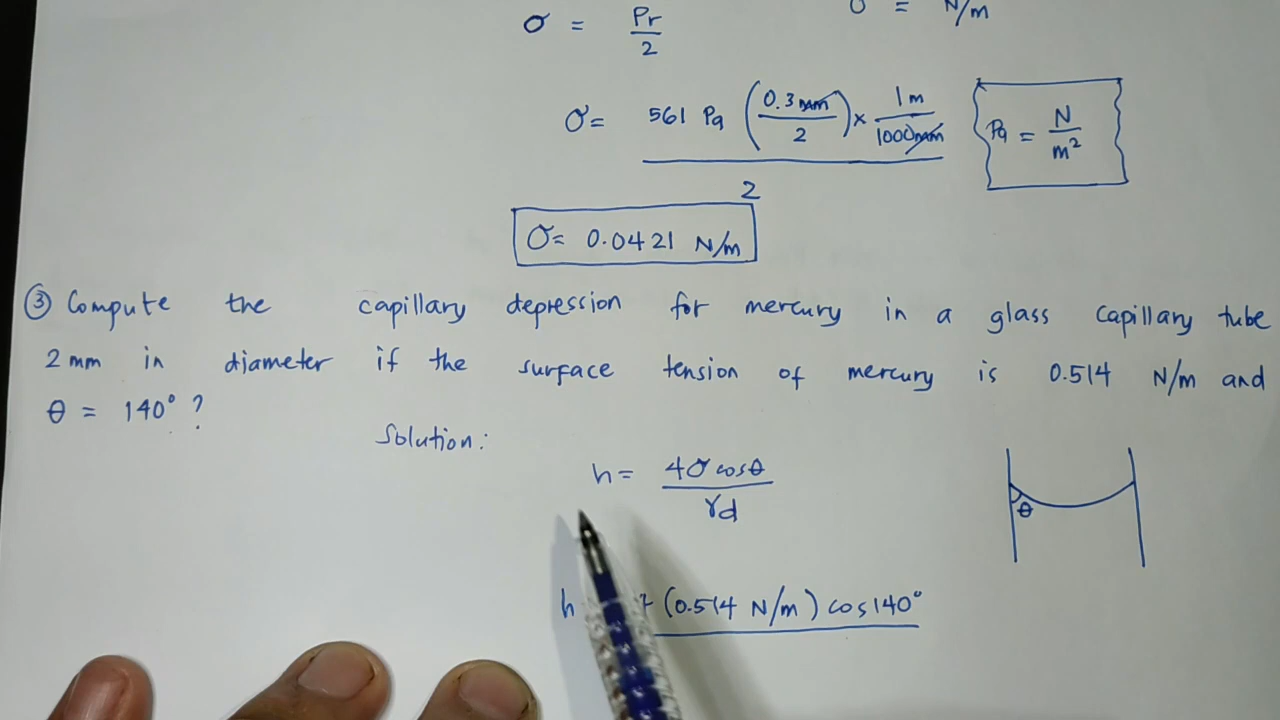 σ = Pr/2
σ = N/m
σ = 561 Pa (0.3 mm/2) × 1 m/1000 mm
2
Pa = N/m²
σ = 0.0421 N/m
③ Compute the capillary depression for mercury in a glass capillary tube
2 mm in diameter if the surface tension of mercury is 0.514 N/m and
θ = 140° ?
Solution:
h = 4σ cosθ/γd
θ
h (0.514 N/m) cos 140°